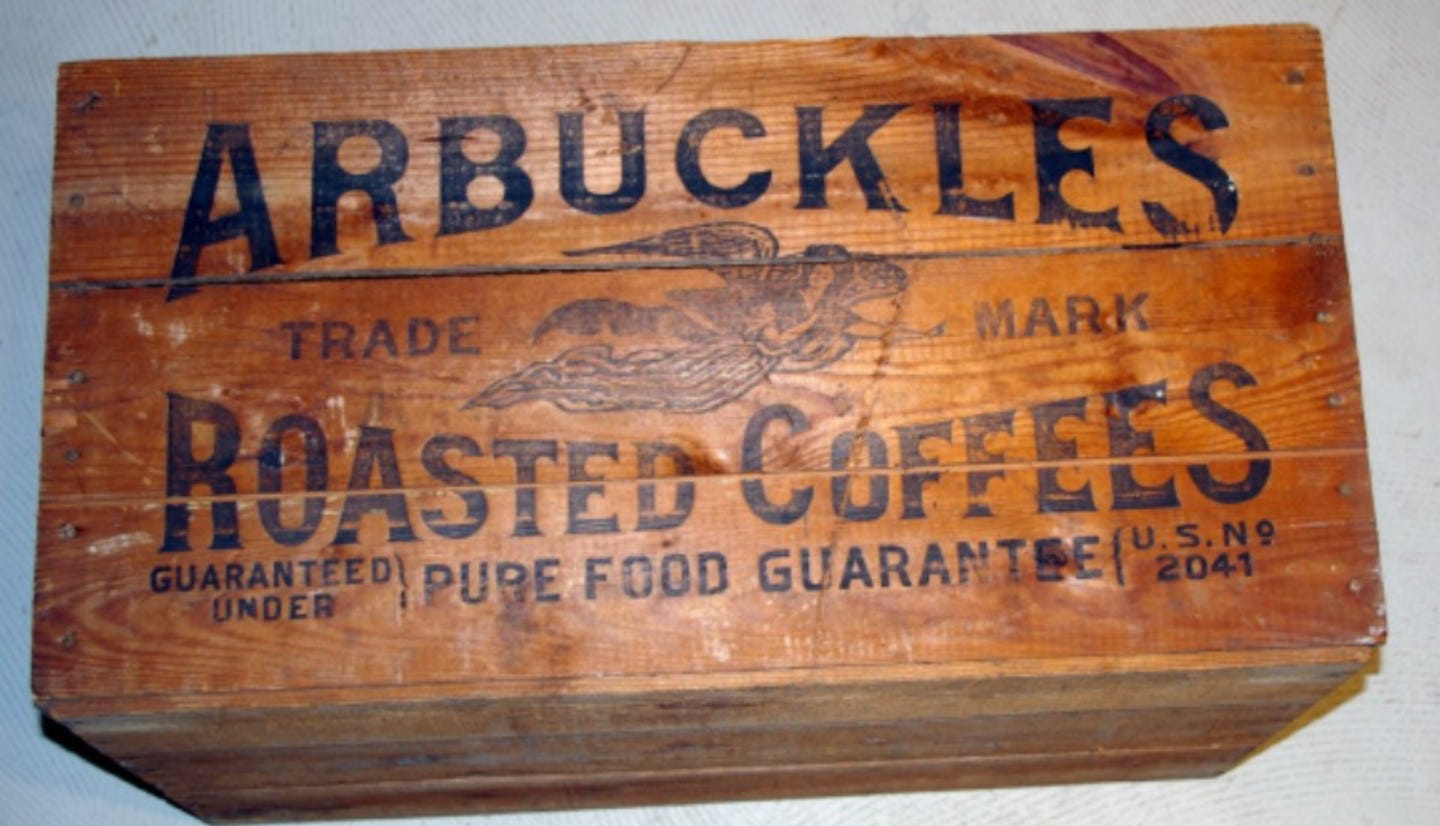 ARBUCKLES
TRADE MARK
ROASTED COFFEES
GUARANTEED UNDER } PURE FOOD GUARANTEE { U.S. Nº 2041